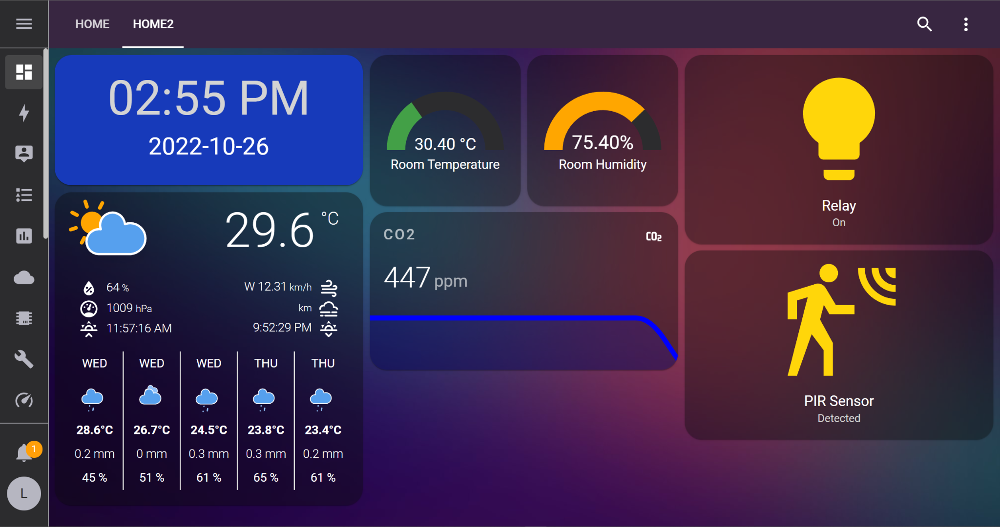 HOME HOME2
02:55 PM
2022-10-26
29.6 °C
64 %
W 12.31 km/h
1009 hPa
km
11:57:16 AM
9:52:29 PM
WED WED WED THU THU
28.6°C 26.7°C 24.5°C 23.8°C 23.4°C
0.2 mm 0 mm 0.3 mm 0.3 mm 0.2 mm
45 % 51 % 61 % 65 % 61 %
30.40 °C
Room Temperature
75.40%
Room Humidity
CO2
CO₂
447 ppm
Relay
On
PIR Sensor
Detected
1
L